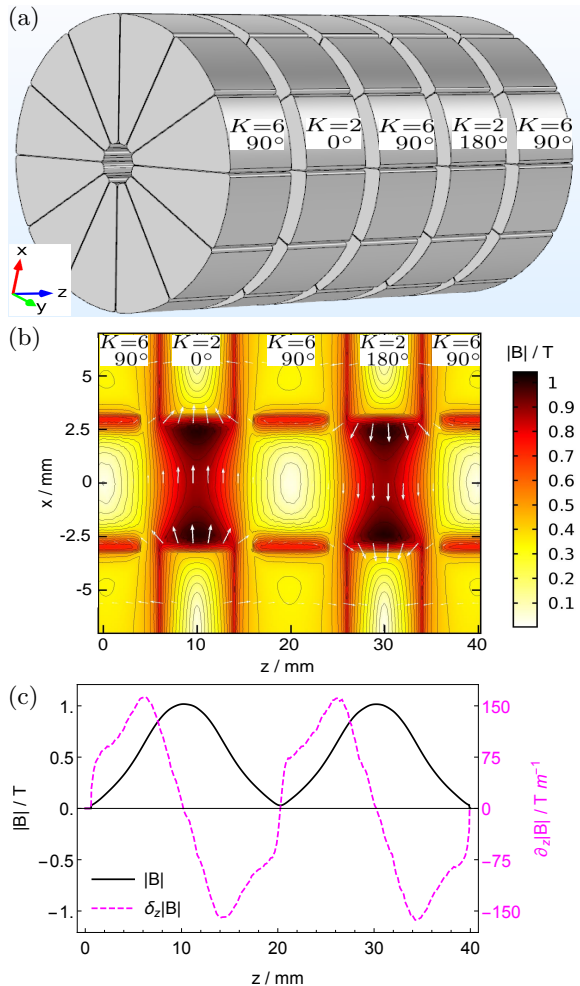 (a)
K=6 K=2 K=6 K=2 K=6
90° 0° 90° 180° 90°
x
z
y
(b)
K=6 K=2 K=6 K=2 K=6
90° 0° 90° 180° 90°
|B| / T
5
2.5
0
-2.5
-5
x / mm
0 10 20 30 40
z / mm
1
0.9
0.8
0.7
0.6
0.5
0.4
0.3
0.2
0.1
(c)
1.
0.5
0.
−0.5
−1.
|B| / T
150
75
0
−75
−150
∂z|B| / T m−1
|B|
δz|B|
0 10 20 30 40
z / mm